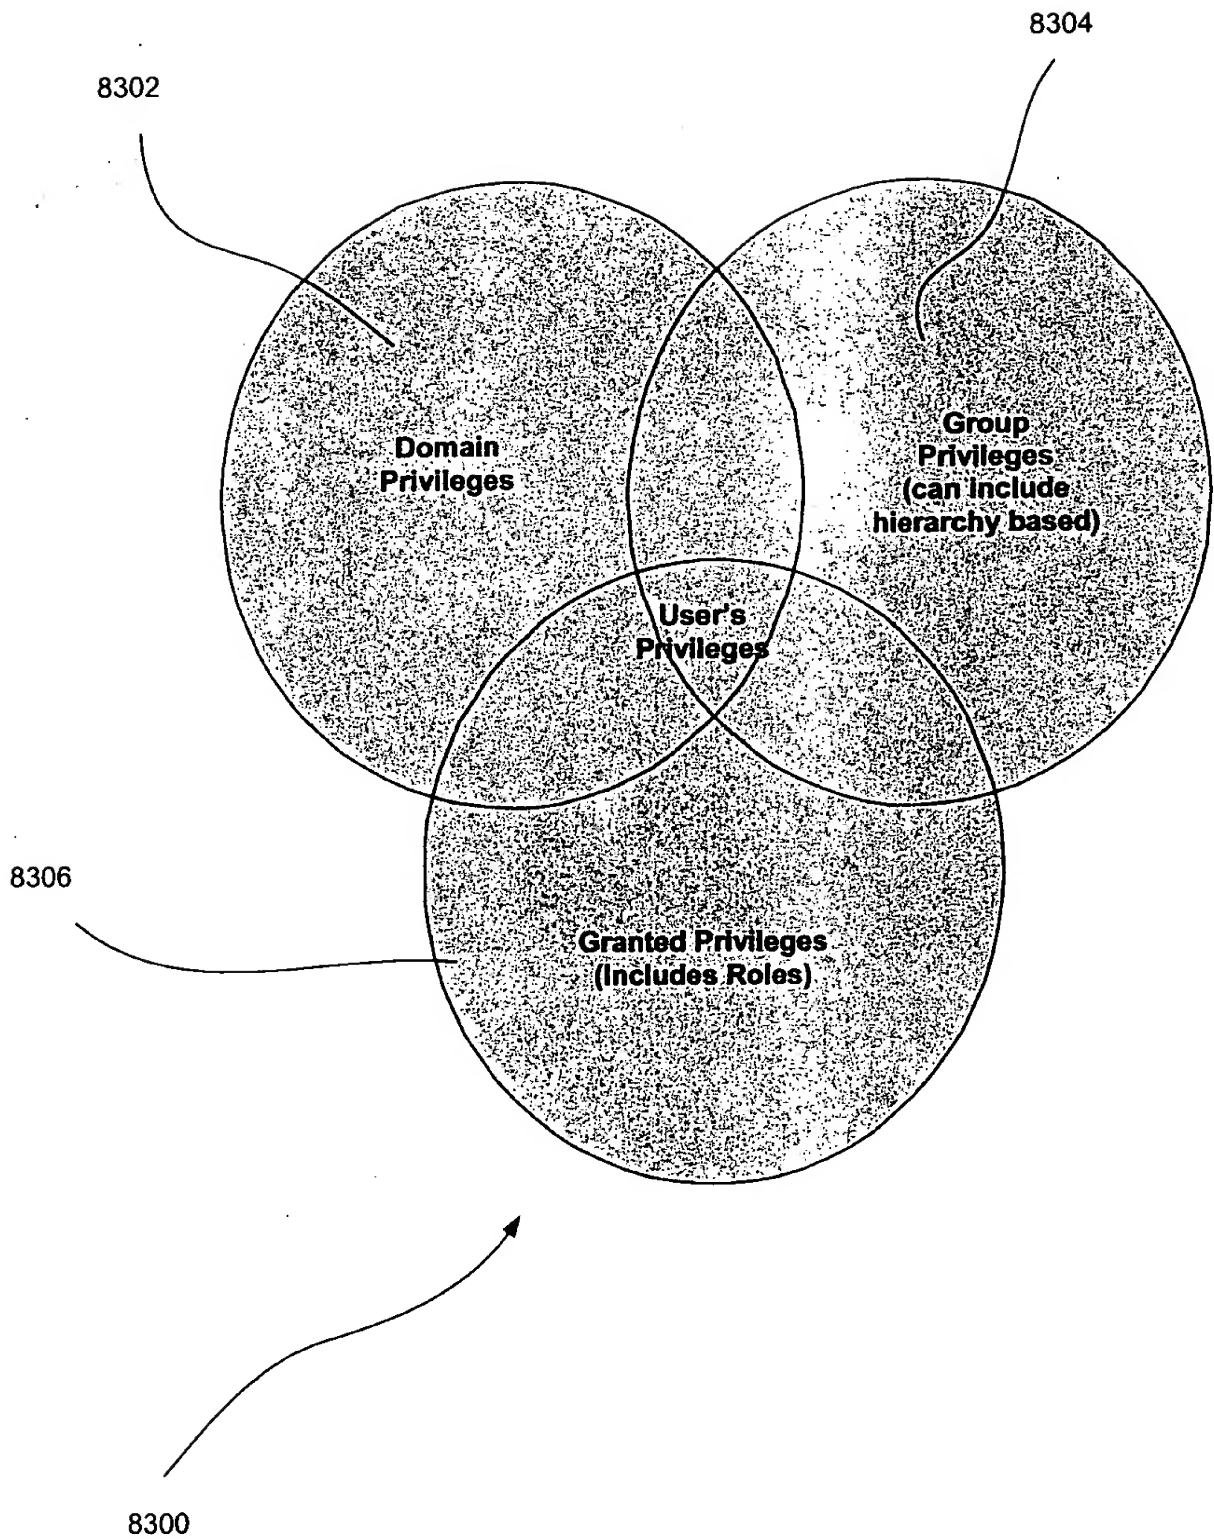 8304
8302
Domain
Privileges
Group
Privileges
(can include
hierarchy based)
User's
Privileges
8306
Granted Privileges
(Includes Roles)
8300